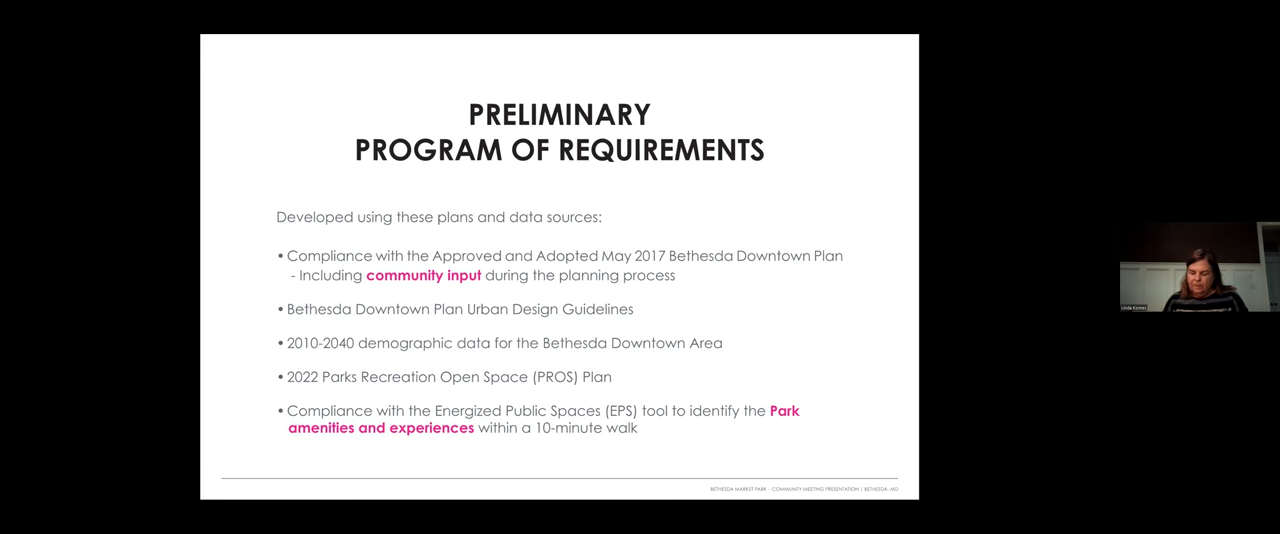 PRELIMINARY
PROGRAM OF REQUIREMENTS
Developed using these plans and data sources:
• Compliance with the Approved and Adopted May 2017 Bethesda Downtown Plan
- Including community input during the planning process
• Bethesda Downtown Plan Urban Design Guidelines
• 2010-2040 demographic data for the Bethesda Downtown Area
• 2022 Parks Recreation Open Space (PROS) Plan
• Compliance with the Energized Public Spaces (EPS) tool to identify the Park
amenities and experiences within a 10-minute walk
BETHESDA MARKET PARK - COMMUNITY MEETING PRESENTATION | BETHESDA, MD
Linda Komes